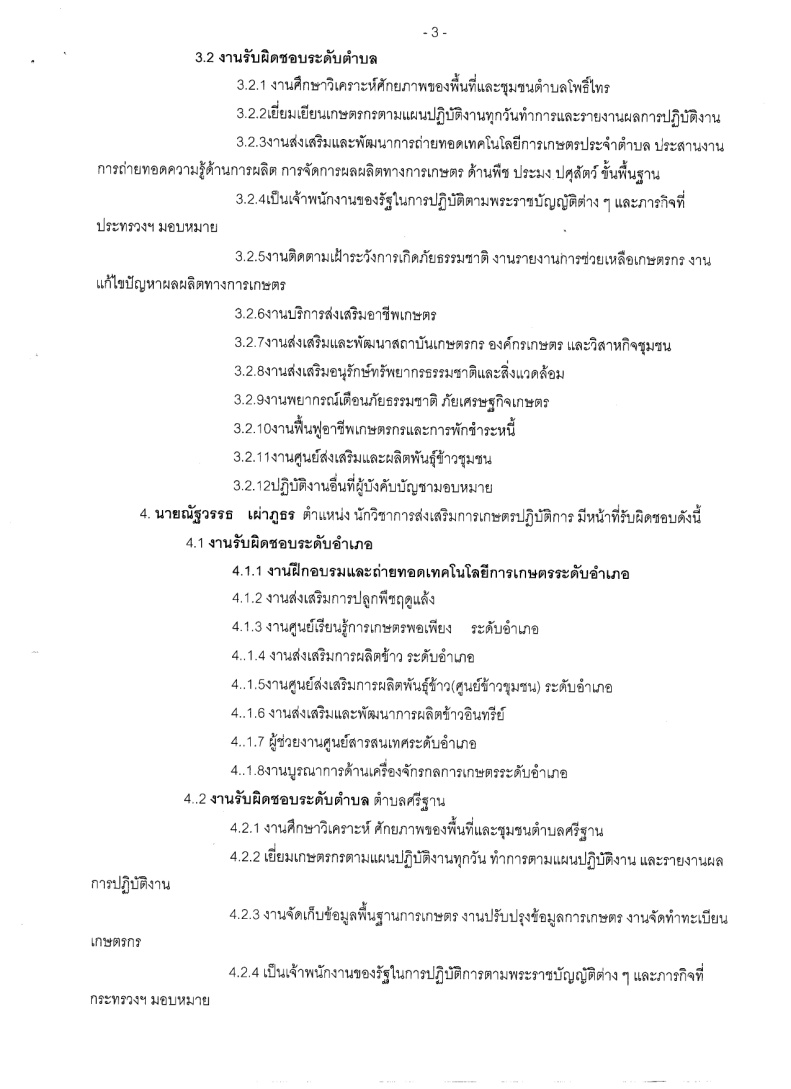 - 3 -
3.2 งานรับผิดชอบระดับตำบล
3.2.1 งานศึกษาวิเคราะห์ศักยภาพของพื้นที่และชุมชนตำบลโพธิ์ไทร
3.2.2เยี่ยมเยียนเกษตรกรตามแผนปฏิบัติงานทุกวันทำการและรายงานผลการปฏิบัติงาน
3.2.3งานส่งเสริมและพัฒนาการถ่ายทอดเทคโนโลยีการเกษตรประจำตำบล ประสานงาน
การถ่ายทอดความรู้ด้านการผลิต การจัดการผลผลิตทางการเกษตร ด้านพืช ประมง ปศุสัตว์ ขั้นพื้นฐาน
3.2.4เป็นเจ้าพนักงานของรัฐในการปฏิบัติตามพระราชบัญญัติต่าง ๆ และภารกิจที่
ประทรวงฯ มอบหมาย
3.2.5งานติดตามเฝ้าระวังการเกิดภัยธรรมชาติ งานรายงานการช่วยเหลือเกษตรกร งาน
แก้ไขปัญหาผลผลิตทางการเกษตร
3.2.6งานบริการส่งเสริมอาชีพเกษตร
3.2.7งานส่งเสริมและพัฒนาสถาบันเกษตรกร องค์กรเกษตร และวิสาหกิจชุมชน
3.2.8งานส่งเสริมอนุรักษ์ทรัพยากรธรรมชาติและสิ่งแวดล้อม
3.2.9งานพยากรณ์เตือนภัยธรรมชาติ ภัยเศรษฐกิจเกษตร
3.2.10งานฟื้นฟูอาชีพเกษตรกรและการพักชำระหนี้
3.2.11งานศูนย์ส่งเสริมและผลิตพันธุ์ข้าวชุมชน
3.2.12ปฏิบัติงานอื่นที่ผู้บังคับบัญชามอบหมาย
4. นายณัฐวรรธ เผ่าภูธร ตำแหน่ง นักวิชาการส่งเสริมการเกษตรปฏิบัติการ มีหน้าที่รับผิดชอบดังนี้
4.1 งานรับผิดชอบระดับอำเภอ
4.1.1 งานฝึกอบรมและถ่ายทอดเทคโนโลยีการเกษตรระดับอำเภอ
4.1.2 งานส่งเสริมการปลูกพืชฤดูแล้ง
4.1.3 งานศูนย์เรียนรู้การเกษตรพอเพียง ระดับอำเภอ
4..1.4 งานส่งเสริมการผลิตข้าว ระดับอำเภอ
4..1.5งานศูนย์ส่งเสริมการผลิตพันธุ์ข้าว(ศูนย์ข้าวชุมชน) ระดับอำเภอ
4..1.6 งานส่งเสริมและพัฒนาการผลิตข้าวอินทรีย์
4..1.7 ผู้ช่วยงานศูนย์สารสนเทศระดับอำเภอ
4..1.8งานบูรณาการด้านเครื่องจักรกลการเกษตรระดับอำเภอ
4..2 งานรับผิดชอบระดับตำบล ตำบลศรีฐาน
4.2.1 งานศึกษาวิเคราะห์ ศักยภาพของพื้นที่และชุมชนตำบลศรีฐาน
4.2.2 เยี่ยมเกษตรกรตามแผนปฏิบัติงานทุกวัน ทำการตามแผนปฏิบัติงาน และรายงานผล
การปฏิบัติงาน
4.2.3 งานจัดเก็บข้อมูลพื้นฐานการเกษตร งานปรับปรุงข้อมูลการเกษตร งานจัดทำทะเบียน
เกษตรกร
4.2.4 เป็นเจ้าพนักงานของรัฐในการปฏิบัติการตามพระราชบัญญัติต่าง ๆ และภารกิจที่
กระทรวงฯ มอบหมาย